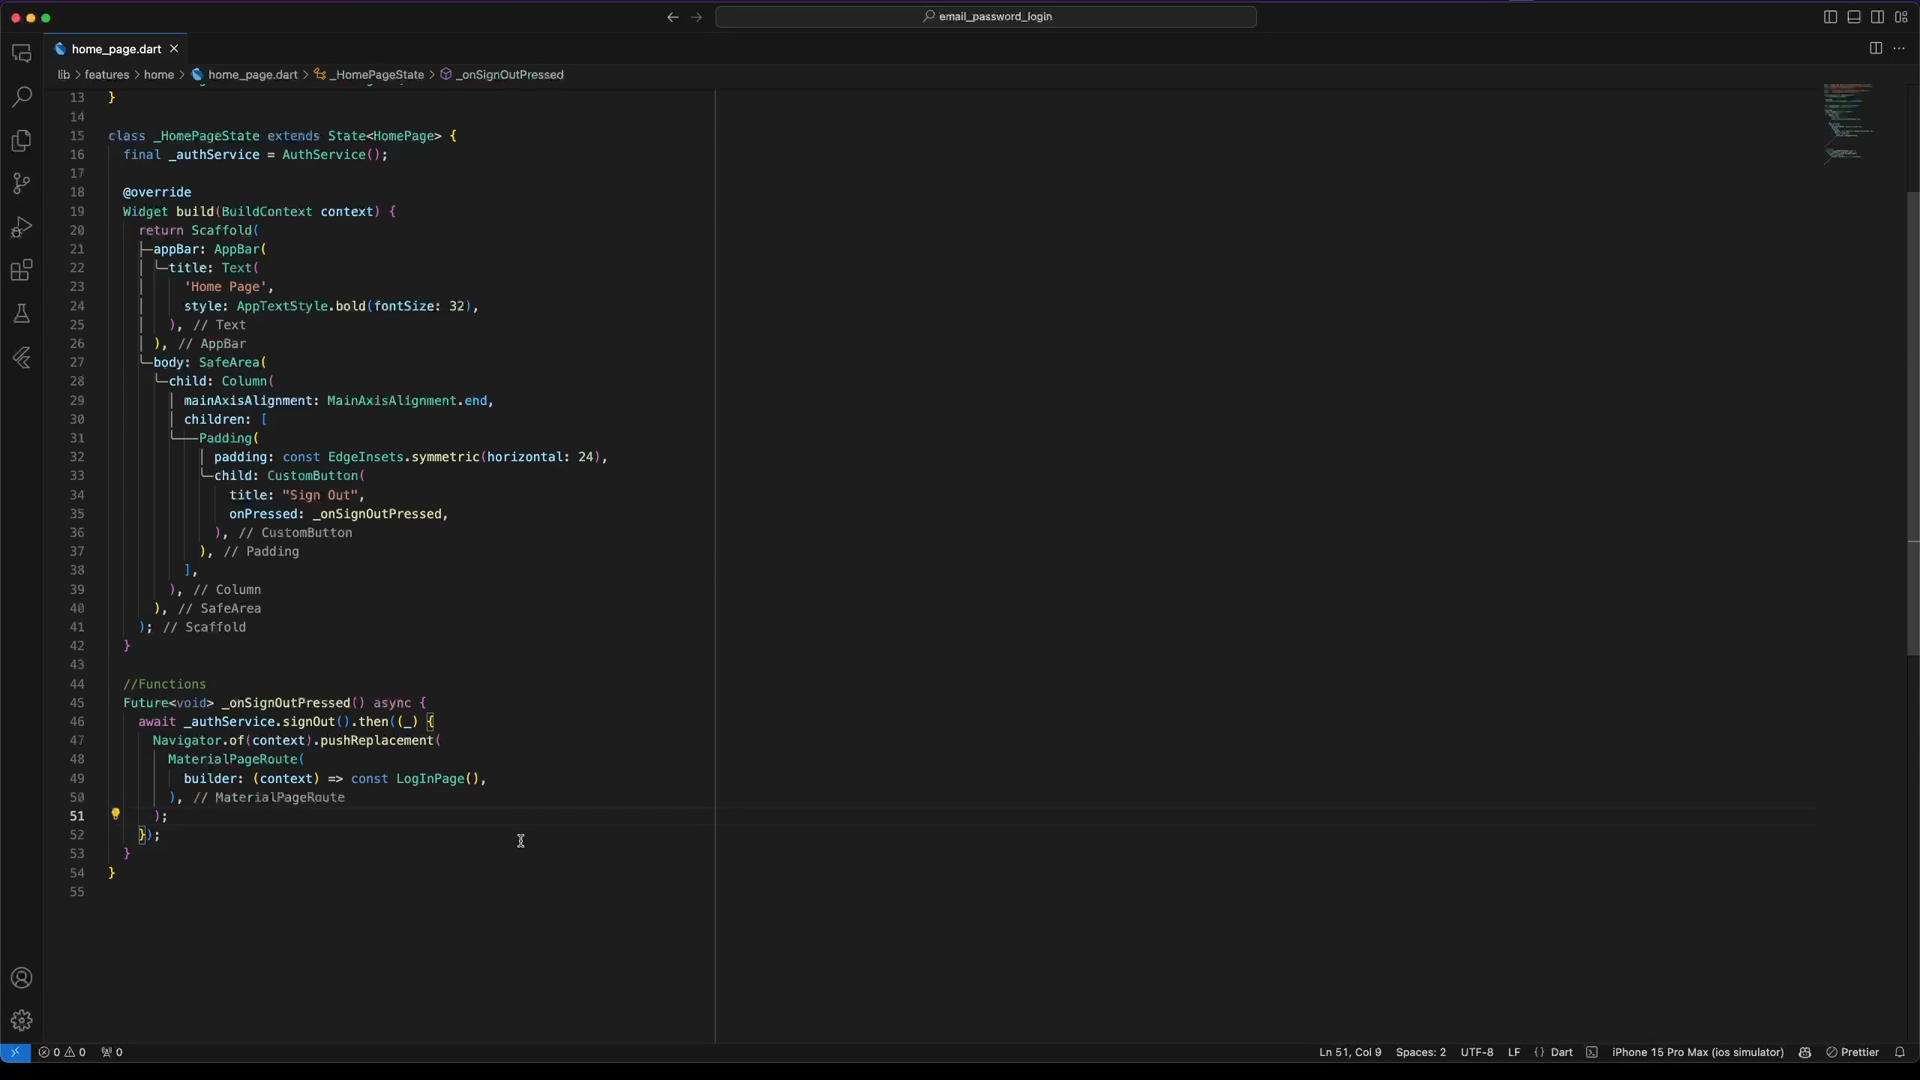 email_password_login
home_page.dart
lib > features > home > home_page.dart > _HomePageState > _onSignOutPressed
13 }
14
15 class _HomePageState extends State<HomePage> {
16 final _authService = AuthService();
17
18 @override
19 Widget build(BuildContext context) {
20 return Scaffold(
21 appBar: AppBar(
22 title: Text(
23 'Home Page',
24 style: AppTextStyle.bold(fontSize: 32),
25 ), // Text
26 ), // AppBar
27 body: SafeArea(
28 child: Column(
29 mainAxisAlignment: MainAxisAlignment.end,
30 children: [
31 Padding(
32 padding: const EdgeInsets.symmetric(horizontal: 24),
33 child: CustomButton(
34 title: "Sign Out",
35 onPressed: _onSignOutPressed,
36 ), // CustomButton
37 ), // Padding
38 ],
39 ), // Column
40 ), // SafeArea
41 ); // Scaffold
42 }
43
44 //Functions
45 Future<void> _onSignOutPressed() async {
46 await _authService.signOut().then((_) {
47 Navigator.of(context).pushReplacement(
48 MaterialPageRoute(
49 builder: (context) => const LogInPage(),
50 ), // MaterialPageRoute
51 );
52 });
53 }
54 }
55
0 0 0 Ln 51, Col 9 Spaces: 2 UTF-8 LF {} Dart iPhone 15 Pro Max (ios simulator) Prettier